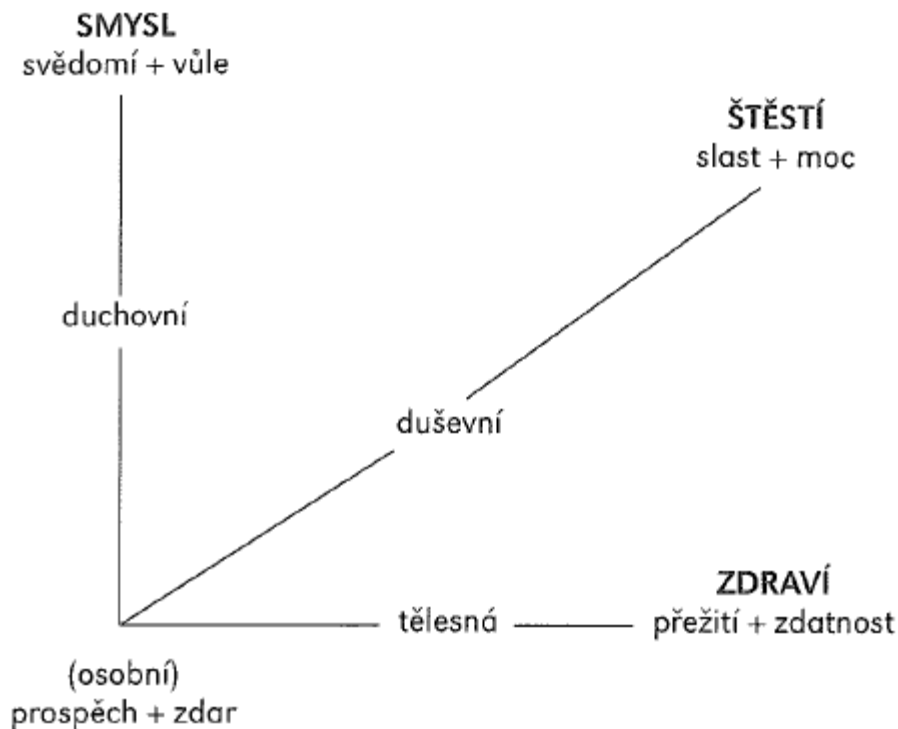 SMYSL
svědomí + vůle
ŠTĚSTÍ
slast + moc
duchovní
duševní
ZDRAVÍ
tělesná
přežití + zdatnost
(osobní)
prospěch + zdar